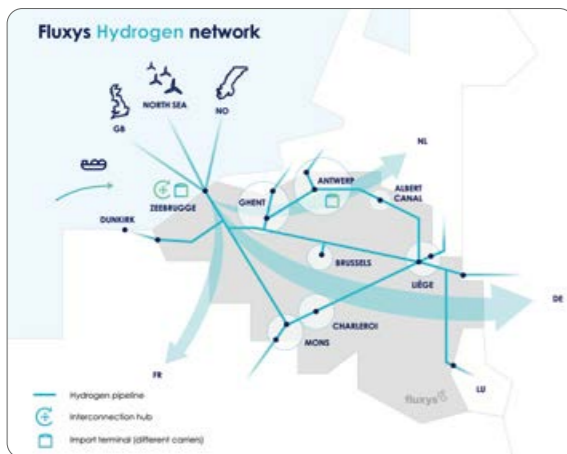 Fluxys Hydrogen network
NORTH SEA
GB
NO
NL
ANTWERP
ALBERT
CANAL
GHENT
ZEEBRUGGE
DUNKIRK
BRUSSELS
LIÈGE
DE
CHARLEROI
MONS
FR
LU
fluxys
Hydrogen pipeline
Interconnection hub
Import terminal (different carriers)